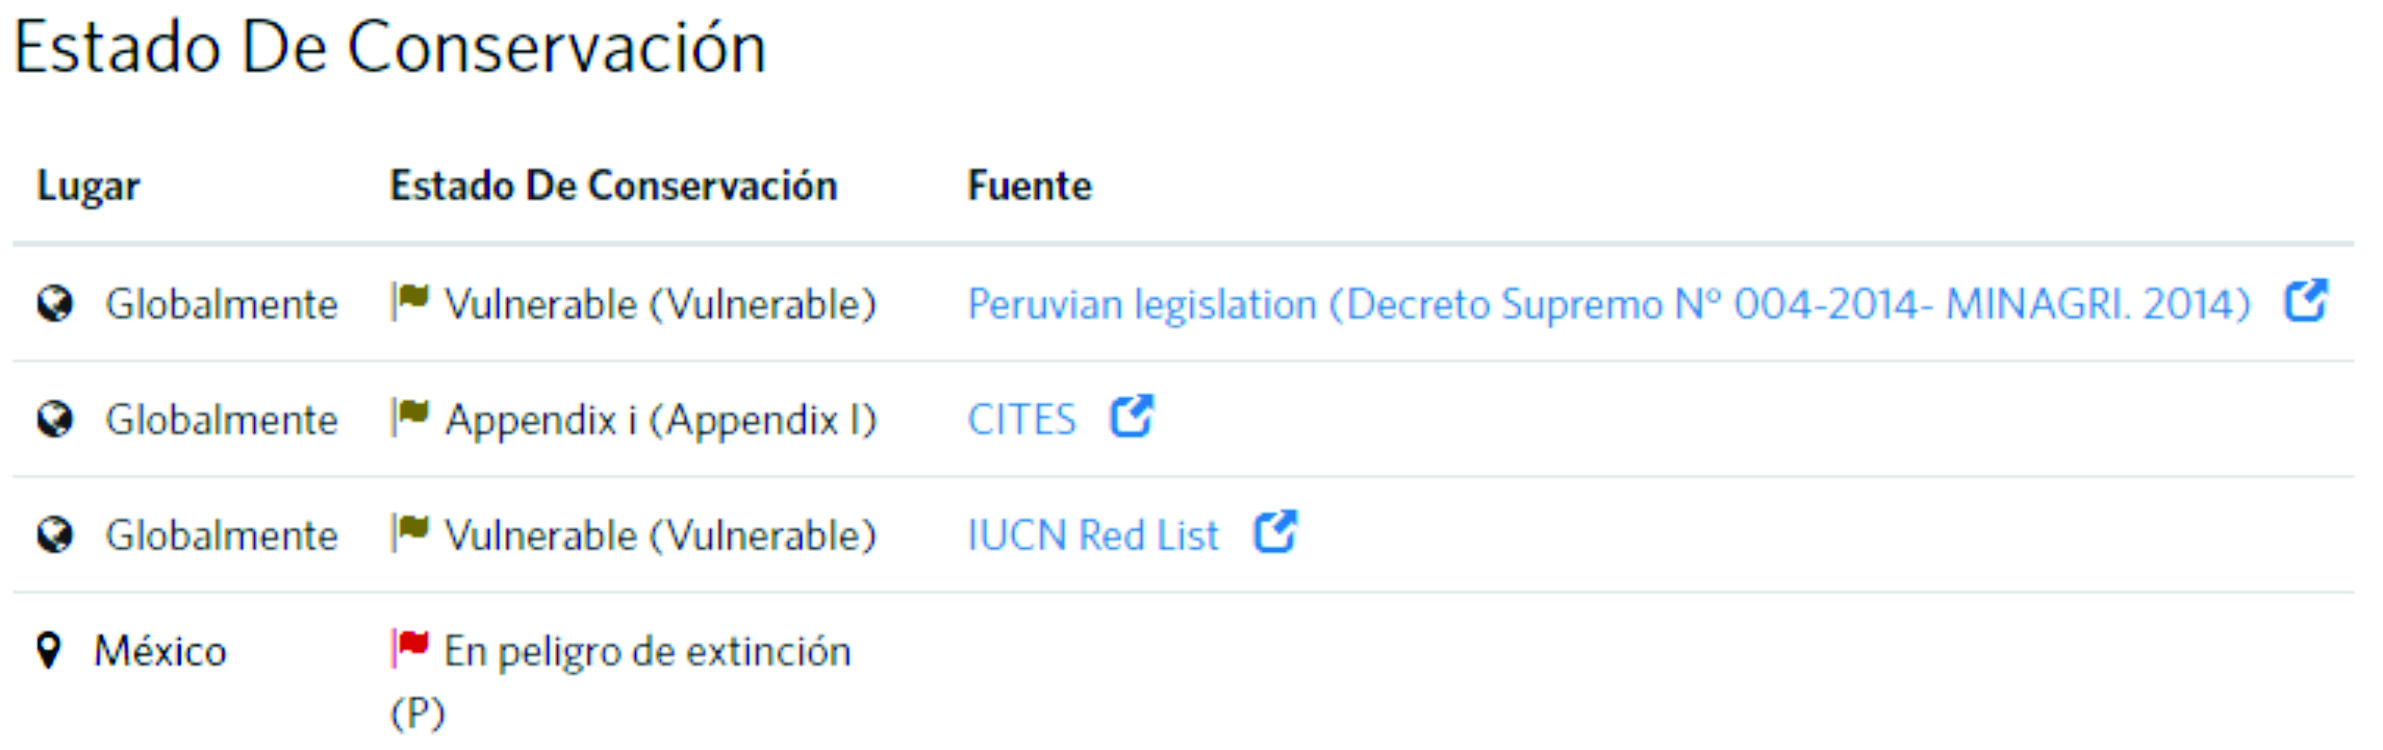 Estado De Conservación
Lugar Estado De Conservación Fuente
Globalmente Vulnerable (Vulnerable) Peruvian legislation (Decreto Supremo Nº 004-2014- MINAGRI. 2014)
Globalmente Appendix i (Appendix I) CITES
Globalmente Vulnerable (Vulnerable) IUCN Red List
México En peligro de extinción
(P)